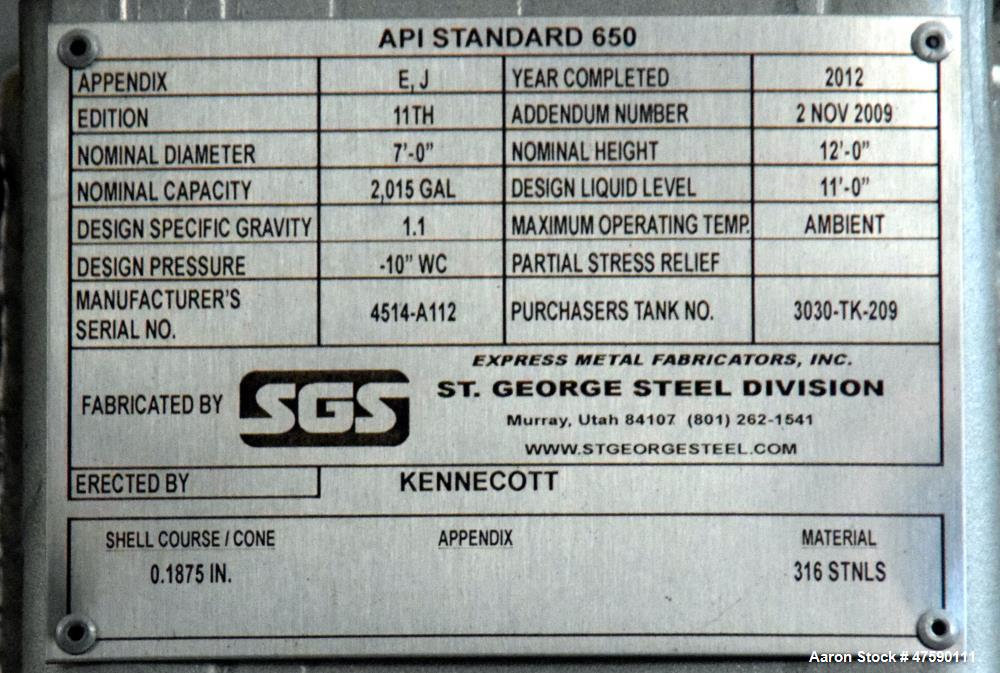 API STANDARD 650
APPENDIX E, J YEAR COMPLETED 2012
EDITION 11TH ADDENDUM NUMBER 2 NOV 2009
NOMINAL DIAMETER 7'-0" NOMINAL HEIGHT 12'-0"
NOMINAL CAPACITY 2,015 GAL DESIGN LIQUID LEVEL 11'-0"
DESIGN SPECIFIC GRAVITY 1.1 MAXIMUM OPERATING TEMP. AMBIENT
DESIGN PRESSURE -10" WC PARTIAL STRESS RELIEF
MANUFACTURER'S
SERIAL NO. 4514-A112 PURCHASERS TANK NO. 3030-TK-209
EXPRESS METAL FABRICATORS, INC.
FABRICATED BY SGS ST. GEORGE STEEL DIVISION
Murray, Utah 84107 (801) 262-1541
WWW.STGEORGESTEEL.COM
ERECTED BY KENNECOTT
SHELL COURSE / CONE APPENDIX MATERIAL
0.1875 IN. 316 STNLS
Aaron Stock # 47590111